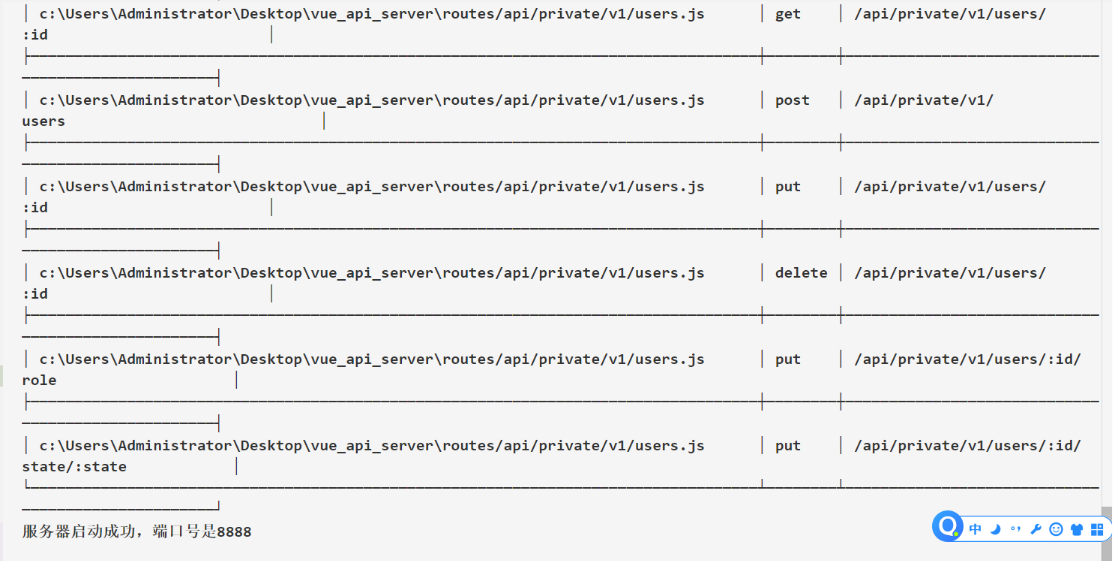 c:\Users\Administrator\Desktop\vue_api_server\routes/api/private/v1/users.js │ get │ /api/private/v1/users/
:id
c:\Users\Administrator\Desktop\vue_api_server\routes/api/private/v1/users.js │ post │ /api/private/v1/
users
c:\Users\Administrator\Desktop\vue_api_server\routes/api/private/v1/users.js │ put │ /api/private/v1/users/
:id
c:\Users\Administrator\Desktop\vue_api_server\routes/api/private/v1/users.js │ delete │ /api/private/v1/users/
:id
c:\Users\Administrator\Desktop\vue_api_server\routes/api/private/v1/users.js │ put │ /api/private/v1/users/:id/
role
c:\Users\Administrator\Desktop\vue_api_server\routes/api/private/v1/users.js │ put │ /api/private/v1/users/:id/
state/:state
服务器启动成功，端口号是8888
中